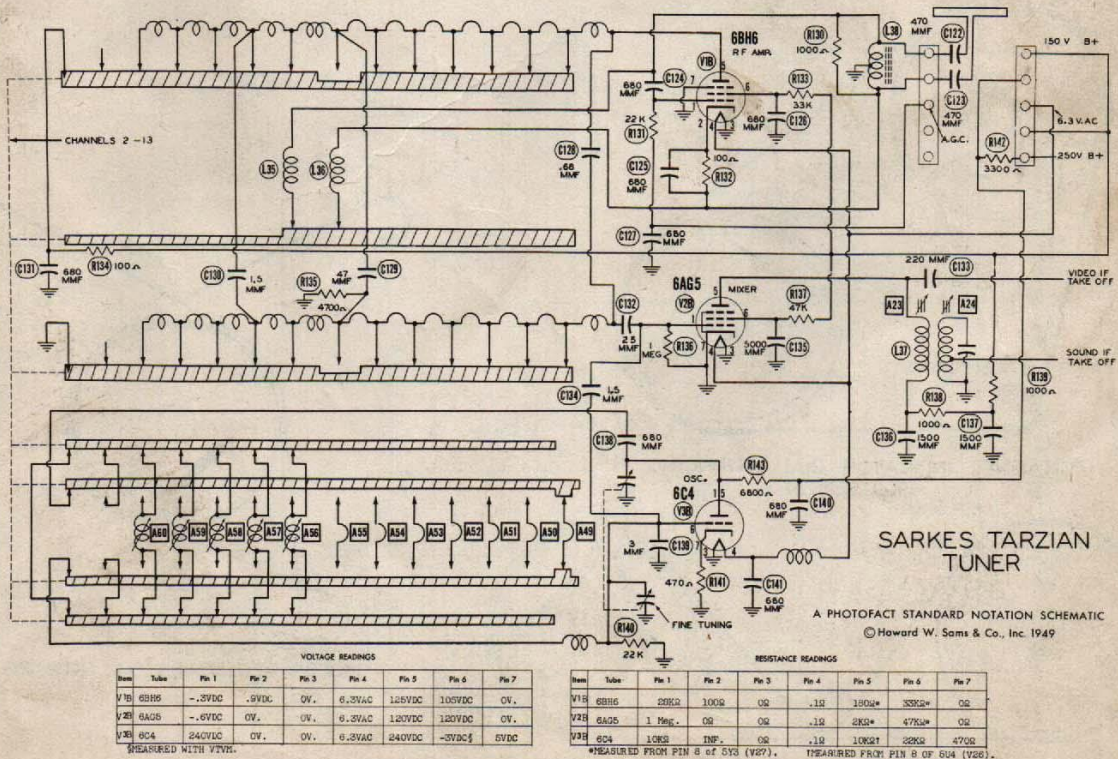 6BH6
RF AMP.
V1B
R130
1000Ω
L38
470 MMF
C122
150 V B+
C124
680 MMF
R133
33K
C123
470 MMF
6.3 V. AC
CHANNELS 2 - 13
22 K
R131
680 MMF
C126
A.G.C.
R142
3300 Ω
250V B+
L35
L36
C128
.68 MMF
C125
680 MMF
100Ω
R132
C127
680 MMF
C131
680 MMF
R134
100Ω
C130
1.5 MMF
R135
4700Ω
47 MMF
C129
220 MMF
C133
VIDEO IF TAKE OFF
6AG5
MIXER
V2B
C132
25 MMF
1 MEG
R136
R137
47K
5000 MMF
C135
A23
A24
L37
SOUND IF TAKE OFF
R139
1000Ω
R138
1000Ω
C136
1500 MMF
C137
1500 MMF
C134
1.5 MMF
C138
680 MMF
OSC.
R143
6800Ω
6C4
V3B
C140
680 MMF
A60
A59
A58
A57
A56
A55
A54
A53
A52
A51
A50
A49
3 MMF
C139
470Ω
R141
C141
680 MMF
FINE TUNING
R140
22 K
SARKES TARZIAN
TUNER
A PHOTOFACT STANDARD NOTATION SCHEMATIC
© Howard W. Sams & Co., Inc. 1949
VOLTAGE READINGS
Item Tube Pin 1 Pin 2 Pin 3 Pin 4 Pin 5 Pin 6 Pin 7
V1B 6BH6 -.3VDC .9VDC 0V. 6.3VAC 125VDC 105VDC 0V.
V2B 6AG5 -.6VDC 0V. 0V. 6.3VAC 120VDC 120VDC 0V.
V3B 6C4 240VDC 0V. 0V. 6.3VAC 240VDC -3VDC§ 5VDC
§MEASURED WITH VTVM.
RESISTANCE READINGS
Item Tube Pin 1 Pin 2 Pin 3 Pin 4 Pin 5 Pin 6 Pin 7
V1B 6BH6 100Ω 0Ω .1Ω 33KΩ* 0Ω
V2B 6AG5 1 Meg. 0Ω 0Ω .1Ω 2KΩ* 47KΩ* 0Ω
V3B 6C4 10KΩ INF. 0Ω .1Ω 10KΩ† 22KΩ 470Ω
*MEASURED FROM PIN 8 of 5Y3 (V27). †MEASURED FROM PIN 8 OF 5U4 (V26).